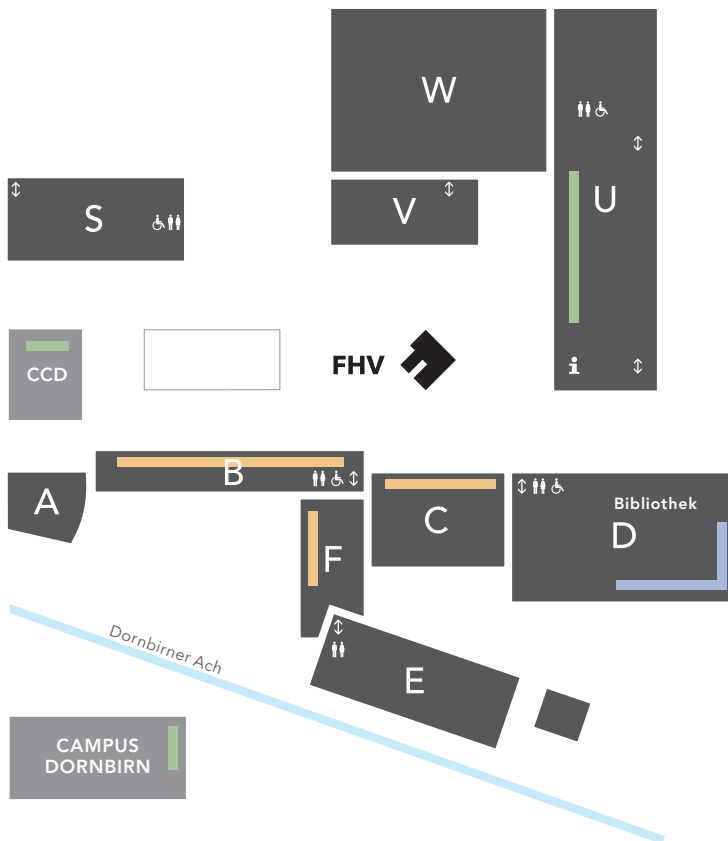 W
U
S
V
CCD
FHV
B
A
C
Bibliothek
D
F
Dornbirner Ach
E
CAMPUS
DORNBIRN